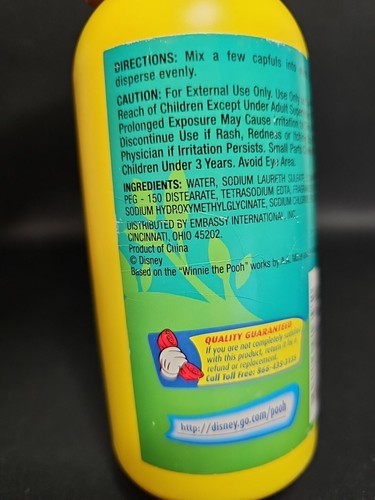 DIRECTIONS: Mix a few capfuls into
disperse evenly.
CAUTION: For External Use Only. Use Only
Reach of Children Except Under Adult
Prolonged Exposure May Cause Irritation
Discontinue Use if Rash, Redness or
Physician if Irritation Persists. Small Parts
Children Under 3 Years. Avoid Eye Area.
INGREDIENTS: WATER, SODIUM LAURETH
PEG - 150 DISTEARATE, TETRASODIUM EDTA,
SODIUM HYDROXYMETHYLGLYCINATE,
DISTRIBUTED BY EMBASSY INTERNATIONAL, INC.
CINCINNATI, OHIO 45202.
Product of China
© Disney
Based on the "Winnie the Pooh" works by
QUALITY GUARANTEED
If you are not completely satisfied
with this product, return it for a
refund or replacement.
Call Toll Free:
http://disney.go.com/pooh